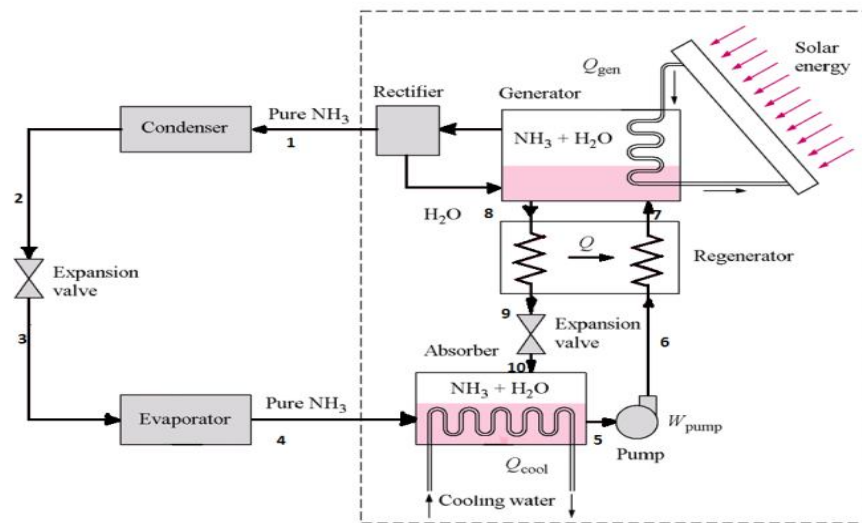 Solar
energy
Qgen
Rectifier
Generator
Pure NH3
Condenser
1
NH3 + H2O
2
H2O
8
7
Q
Regenerator
Expansion
valve
3
9
Expansion
valve
6
Absorber
10
NH3 + H2O
Pure NH3
Evaporator
4
5
Wpump
Pump
Qcool
Cooling water